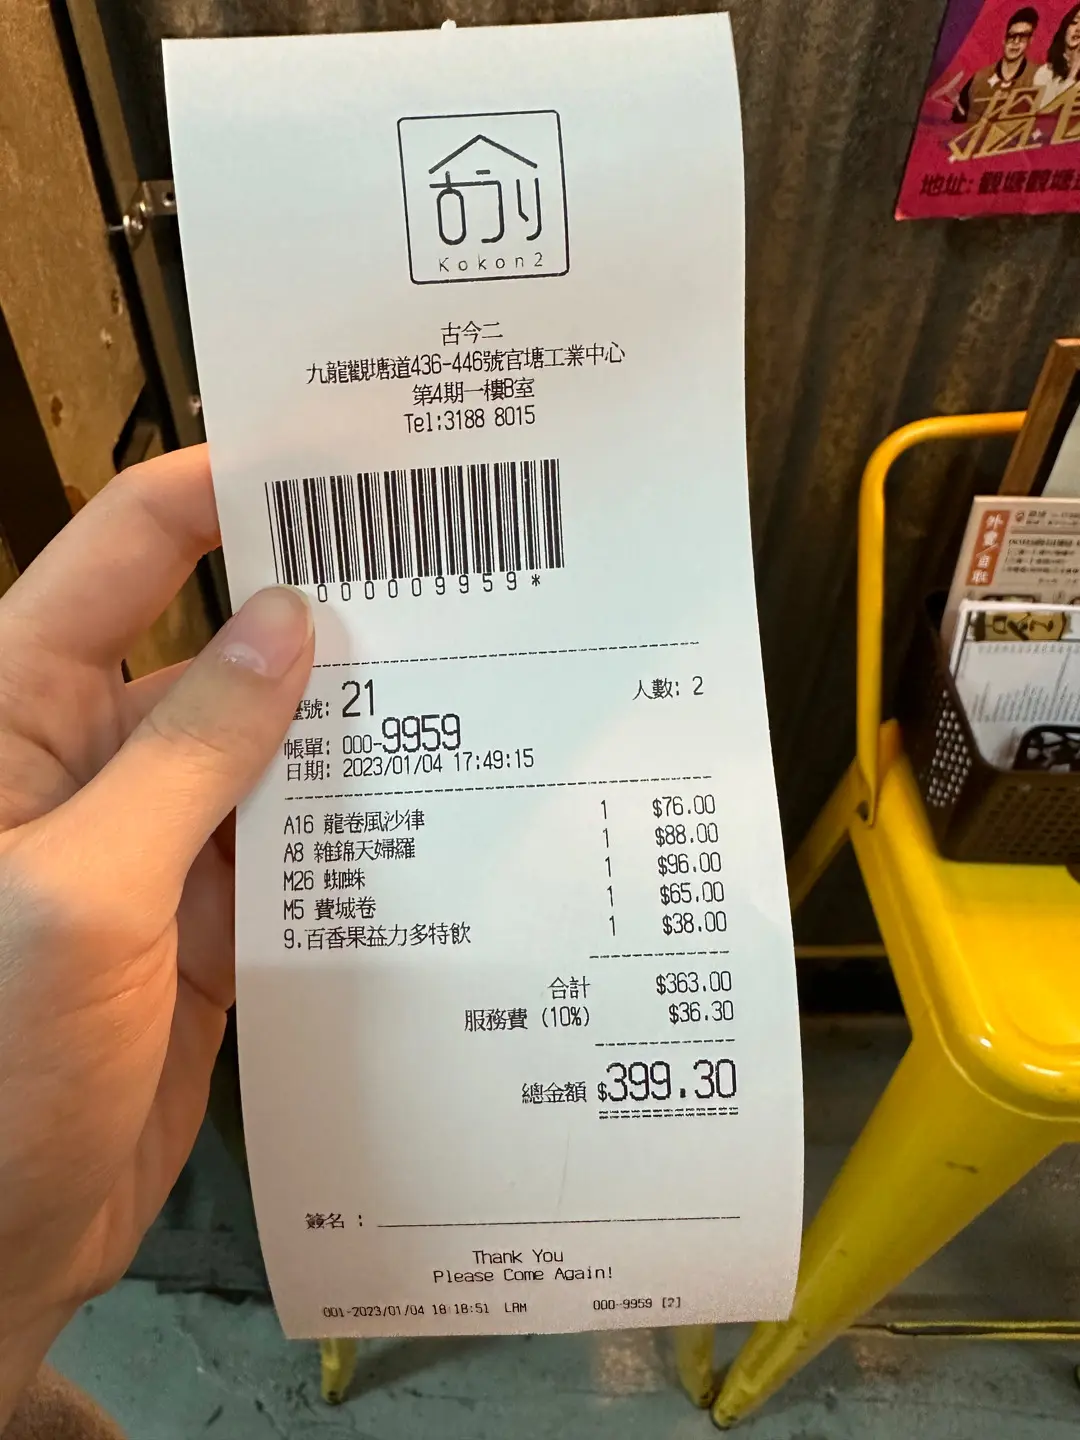 Kokon2
古今二
九龍觀塘道436-446號官塘工業中心
第4期一樓B室
Tel:3188 8015
000009959*
號: 21
人數: 2
帳單: 000-9959
日期: 2023/01/04 17:49:15
A16 龍卷風沙律 1 $76.00
A8 雜錦天婦羅 1 $88.00
M26 蜘蛛 1 $96.00
M5 費城卷 1 $65.00
9.百香果益力多特飲 1 $38.00
合計 $363.00
服務費 (10%) $36.30
總金額 $399.30
簽名 :
Thank You
Please Come Again!
001-2023/01/04 18:18:51 LAM 000-9959 [2]
搵
地址: 觀塘觀塘
外賣/自取